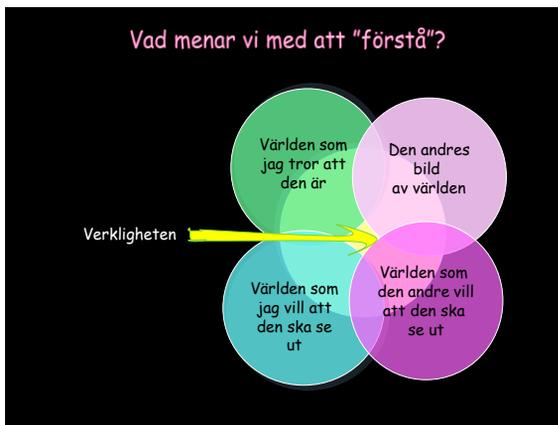 Vad menar vi med att ”förstå”?
Världen som
jag tror att
den är
Den andres
bild
av världen
Verkligheten
Världen som
jag vill att
den ska se
ut
Världen som
den andre vill
att den ska
se ut